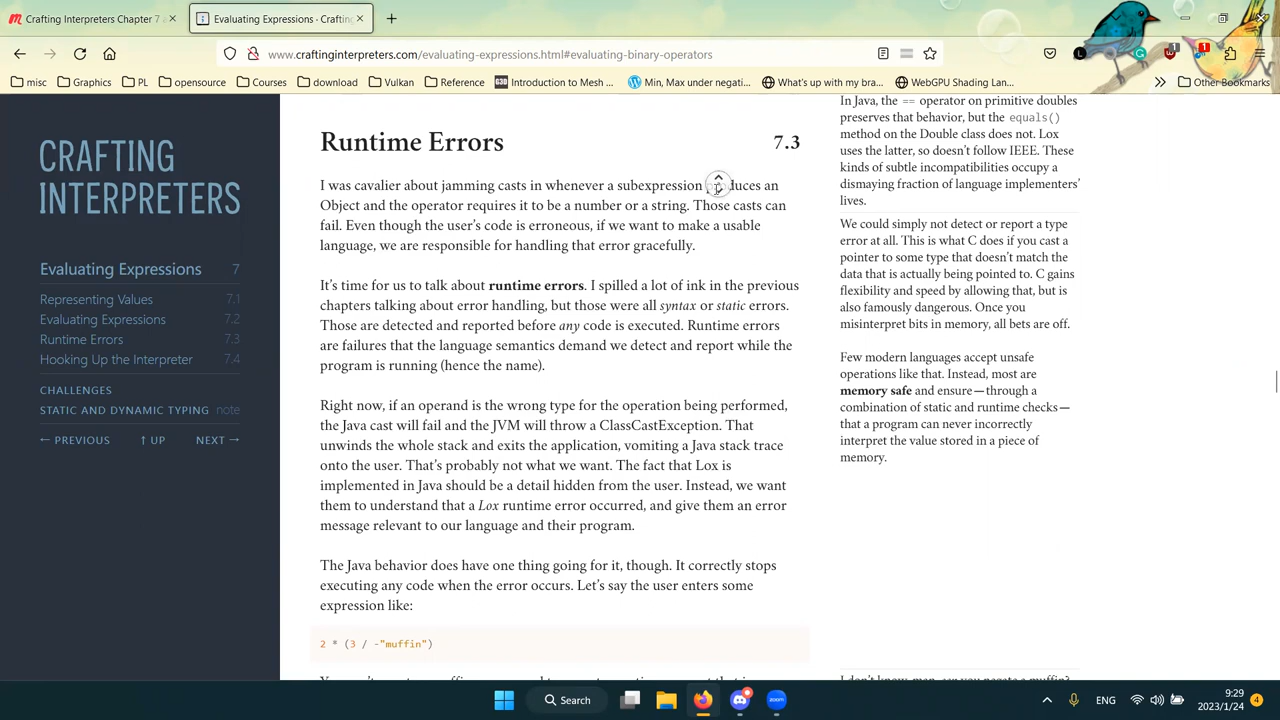 Crafting Interpreters Chapter 7
Evaluating Expressions · Crafting
www.craftinginterpreters.com/evaluating-expressions.html#evaluating-binary-operators
1
1
misc
Graphics
PL
opensource
Courses
download
Vulkan
Reference
Introduction to Mesh ...
Min, Max under negati...
What's up with my bra...
WebGPU Shading Lan...
Other Bookmarks
CRAFTING
INTERPRETERS
Evaluating Expressions 7
Representing Values 7.1
Evaluating Expressions 7.2
Runtime Errors 7.3
Hooking Up the Interpreter 7.4
CHALLENGES
STATIC AND DYNAMIC TYPING note
← PREVIOUS ↑ UP NEXT →
Runtime Errors 7.3
I was cavalier about jamming casts in whenever a subexpression produces an
Object and the operator requires it to be a number or a string. Those casts can
fail. Even though the user's code is erroneous, if we want to make a usable
language, we are responsible for handling that error gracefully.
It's time for us to talk about runtime errors. I spilled a lot of ink in the previous
chapters talking about error handling, but those were all syntax or static errors.
Those are detected and reported before any code is executed. Runtime errors
are failures that the language semantics demand we detect and report while the
program is running (hence the name).
Right now, if an operand is the wrong type for the operation being performed,
the Java cast will fail and the JVM will throw a ClassCastException. That
unwinds the whole stack and exits the application, vomiting a Java stack trace
onto the user. That's probably not what we want. The fact that Lox is
implemented in Java should be a detail hidden from the user. Instead, we want
them to understand that a Lox runtime error occurred, and give them an error
message relevant to our language and their program.
The Java behavior does have one thing going for it, though. It correctly stops
executing any code when the error occurs. Let's say the user enters some
expression like:
2 * (3 / -"muffin")
In Java, the == operator on primitive doubles
preserves that behavior, but the equals()
method on the Double class does not. Lox
uses the latter, so doesn't follow IEEE. These
kinds of subtle incompatibilities occupy a
dismaying fraction of language implementers'
lives.
We could simply not detect or report a type
error at all. This is what C does if you cast a
pointer to some type that doesn't match the
data that is actually being pointed to. C gains
flexibility and speed by allowing that, but is
also famously dangerous. Once you
misinterpret bits in memory, all bets are off.
Few modern languages accept unsafe
operations like that. Instead, most are
memory safe and ensure—through a
combination of static and runtime checks—
that a program can never incorrectly
interpret the value stored in a piece of
memory.
I don't know, man, can you negate a muffin?
Search
zoom
ENG
9:29
2023/1/24
4